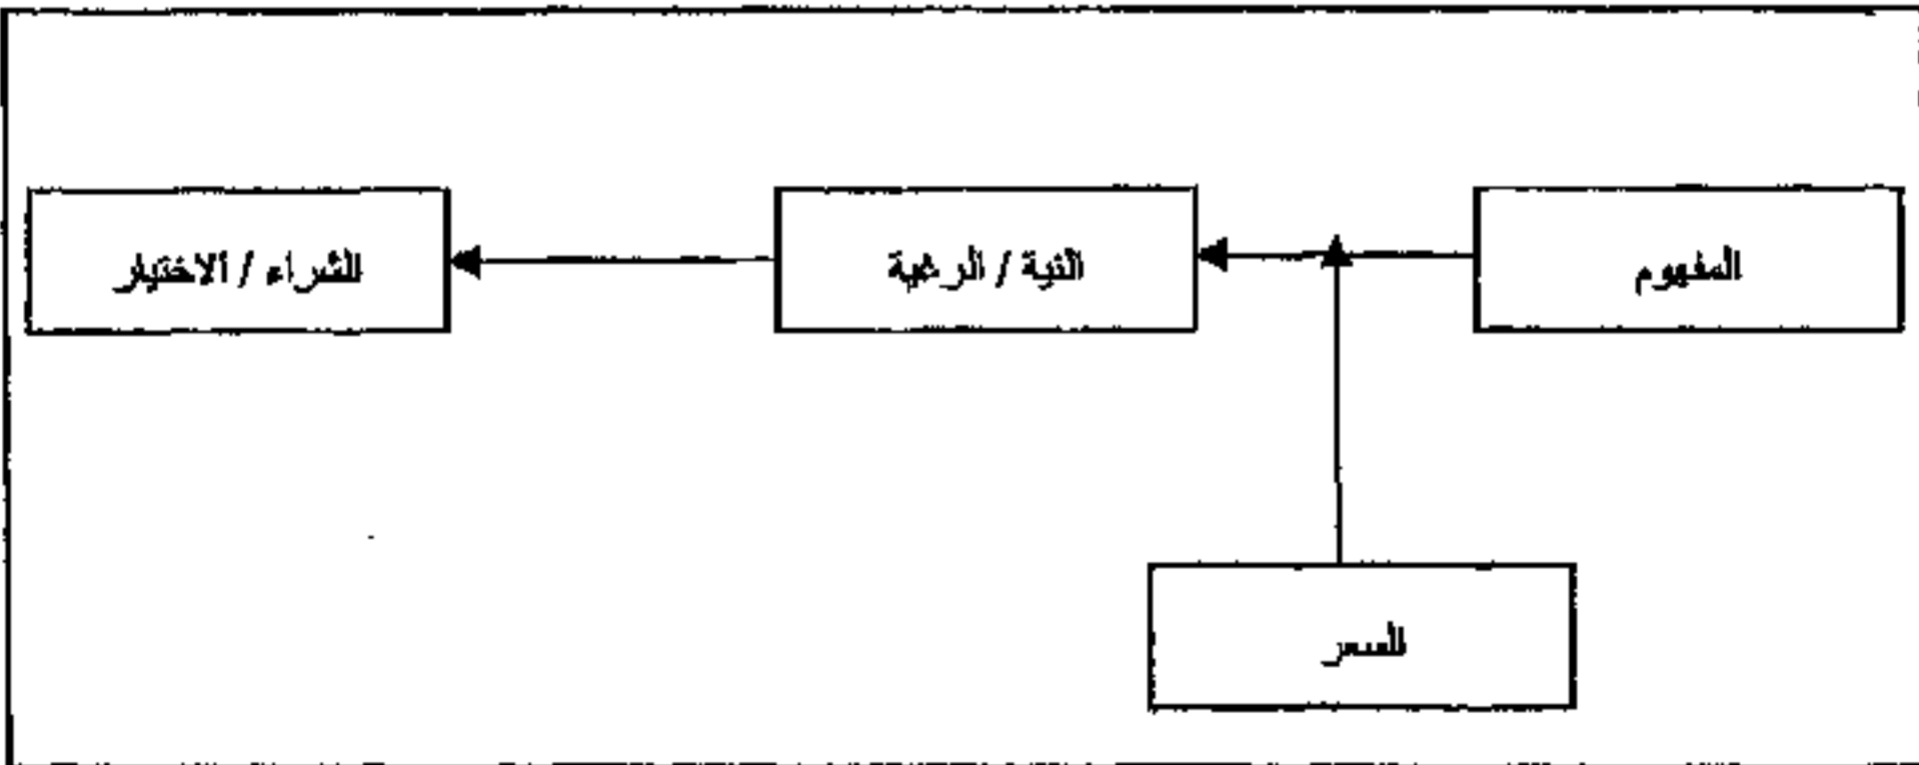 المفهوم
النية / الرغبة
الشراء / الاختيار
السعر